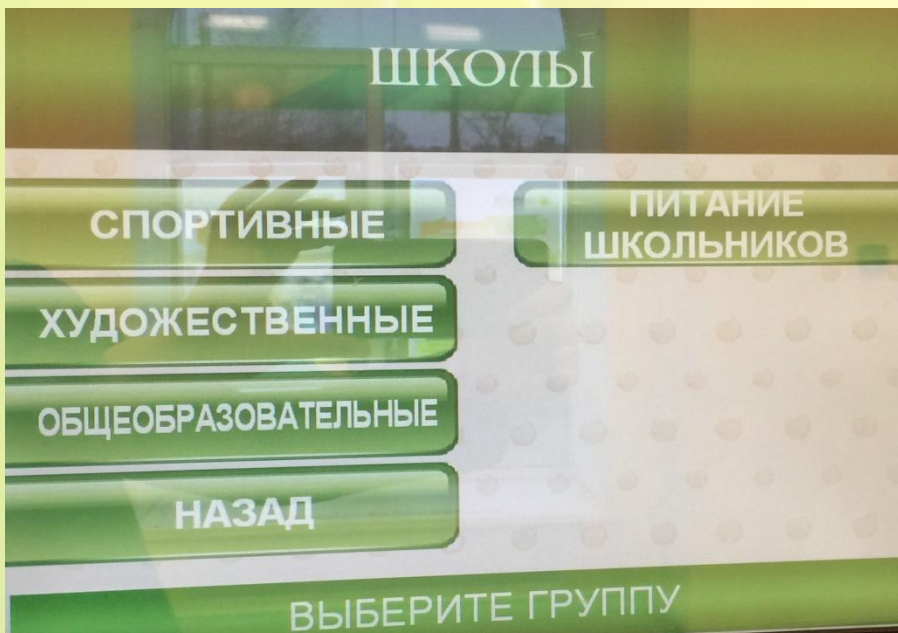 ШКОЛЫ
СПОРТИВНЫЕ
ПИТАНИЕ
ШКОЛЬНИКОВ
ХУДОЖЕСТВЕННЫЕ
ОБЩЕОБРАЗОВАТЕЛЬНЫЕ
НАЗАД
ВЫБЕРИТЕ ГРУППУ